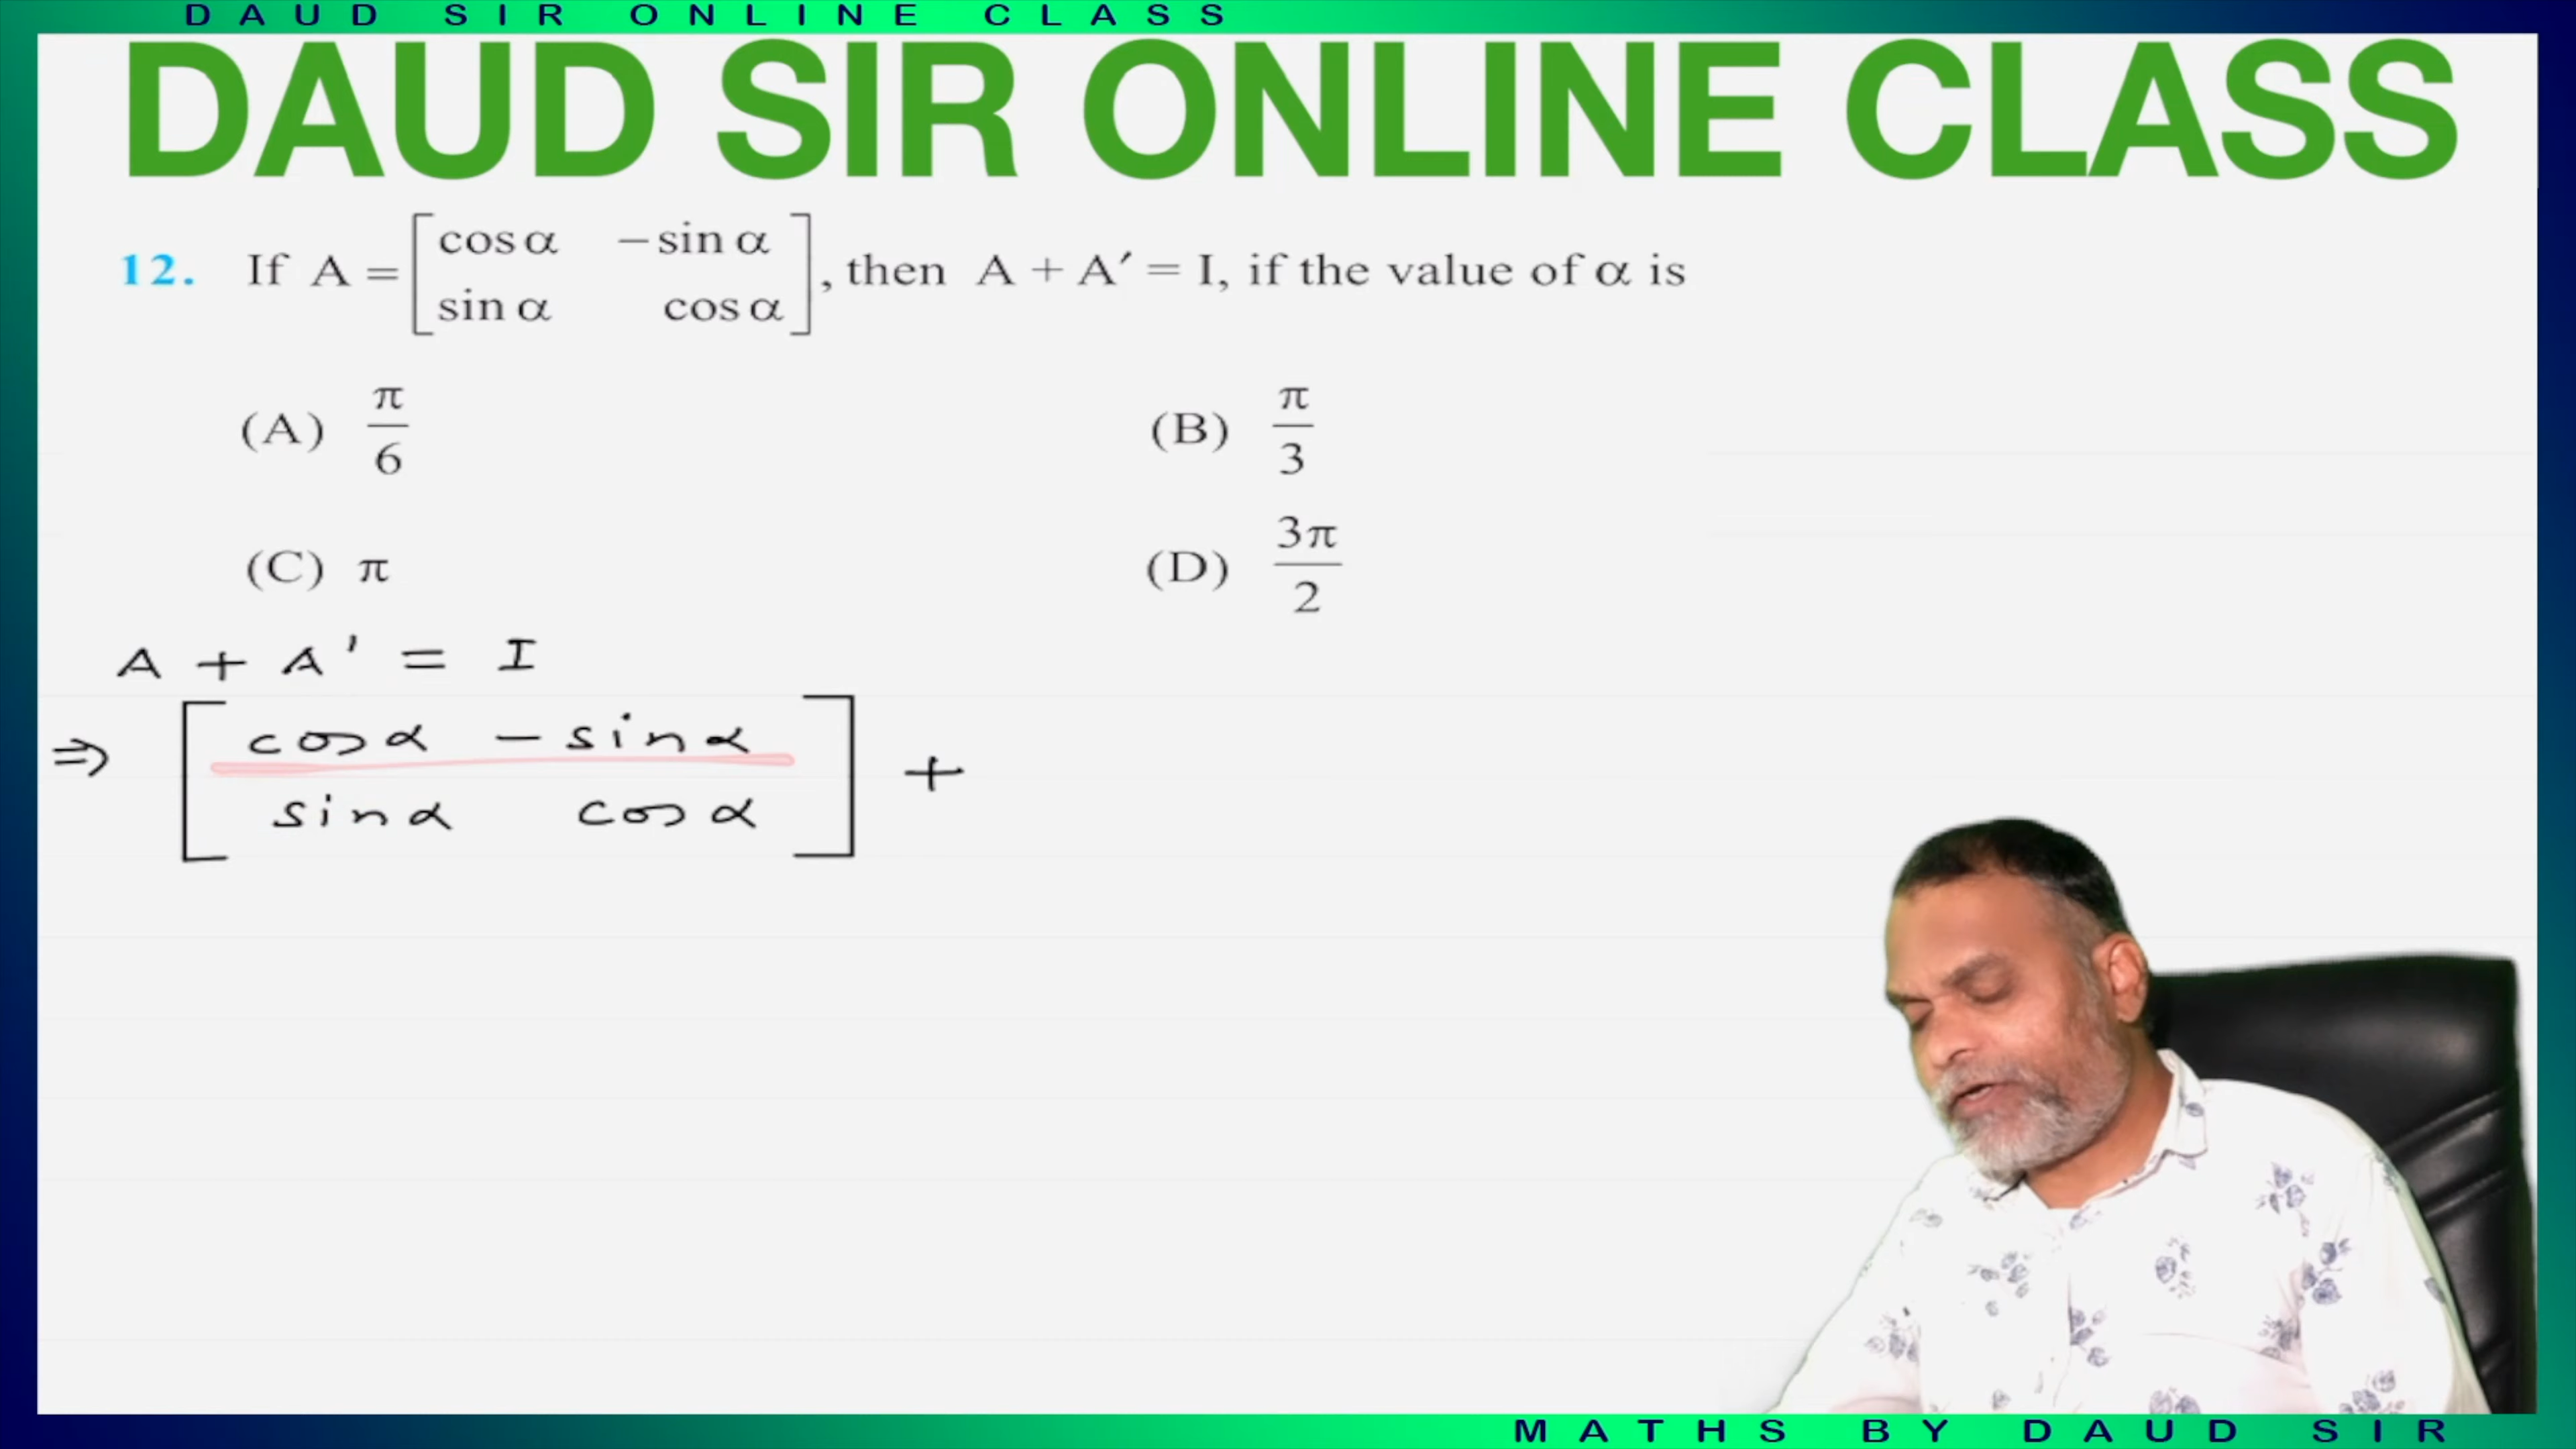 DAUD SIR ONLINE CLASS
DAUD SIR ONLINE CLASS
12. If A = [cos α −sin α
sin α cos α], then A + A′ = I, if the value of α is
(A) π/6 (B) π/3
(C) π (D) 3π/2
A + A' = I
⇒ [cos α − sin α
sin α cos α] +
MATHS BY DAUD SIR